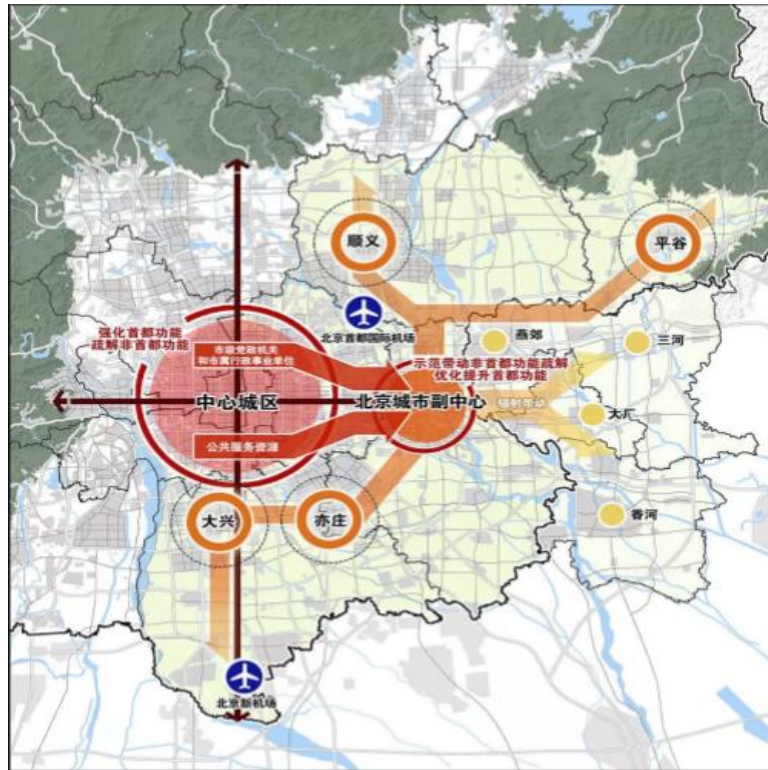 顺义
平谷
强化首都功能
疏解非首都功能
北京首都国际机场
燕郊
三河
市级党政机关
和市属行政事业单位
示范带动非首都功能疏解
优化提升首都功能
中心城区
北京城市副中心
辐射带动
大厂
公共服务资源
大兴
亦庄
香河
北京新机场